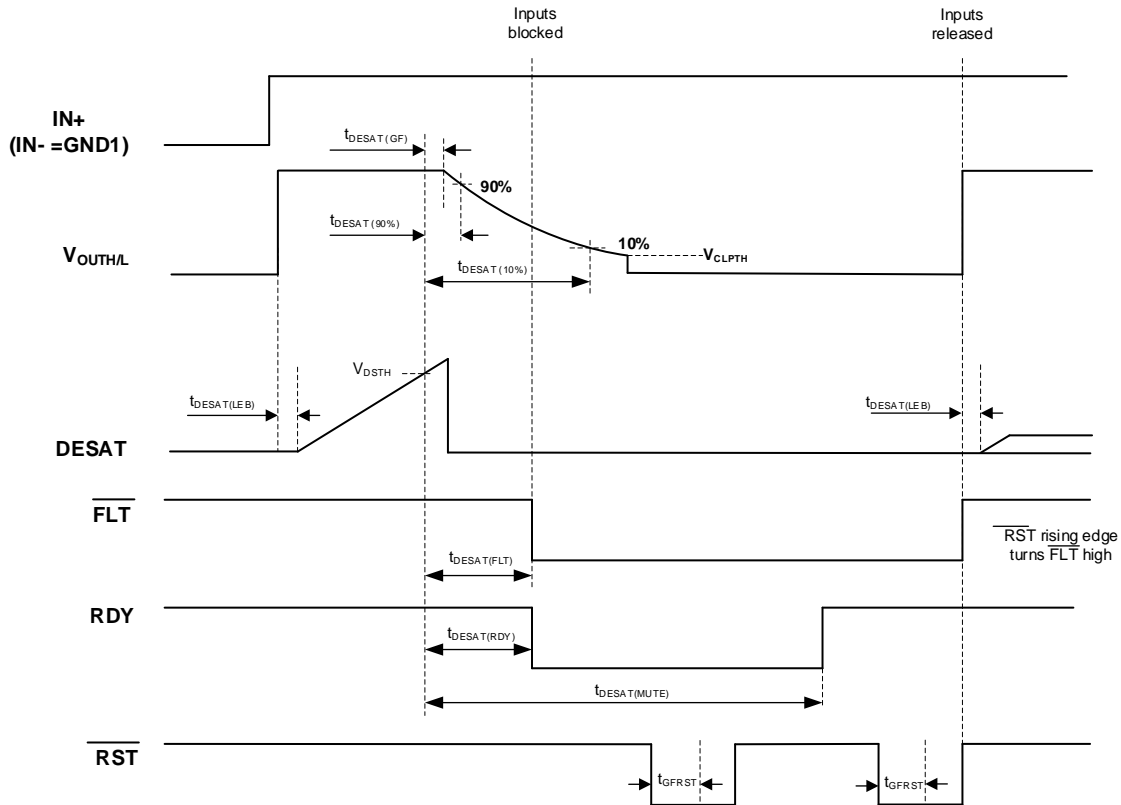 Inputs
blocked
Inputs
released
IN+
(IN- =GND1)
tDESAT(GF)
90%
tDESAT(90%)
VOUTH/L
10%
VCLPTH
tDESAT(10%)
VDSTH
tDESAT(LEB)
tDESAT(LEB)
DESAT
FLT
RST rising edge
turns FLT high
tDESAT(FLT)
RDY
tDESAT(RDY)
tDESAT(MUTE)
RST
tGFRST
tGFRST